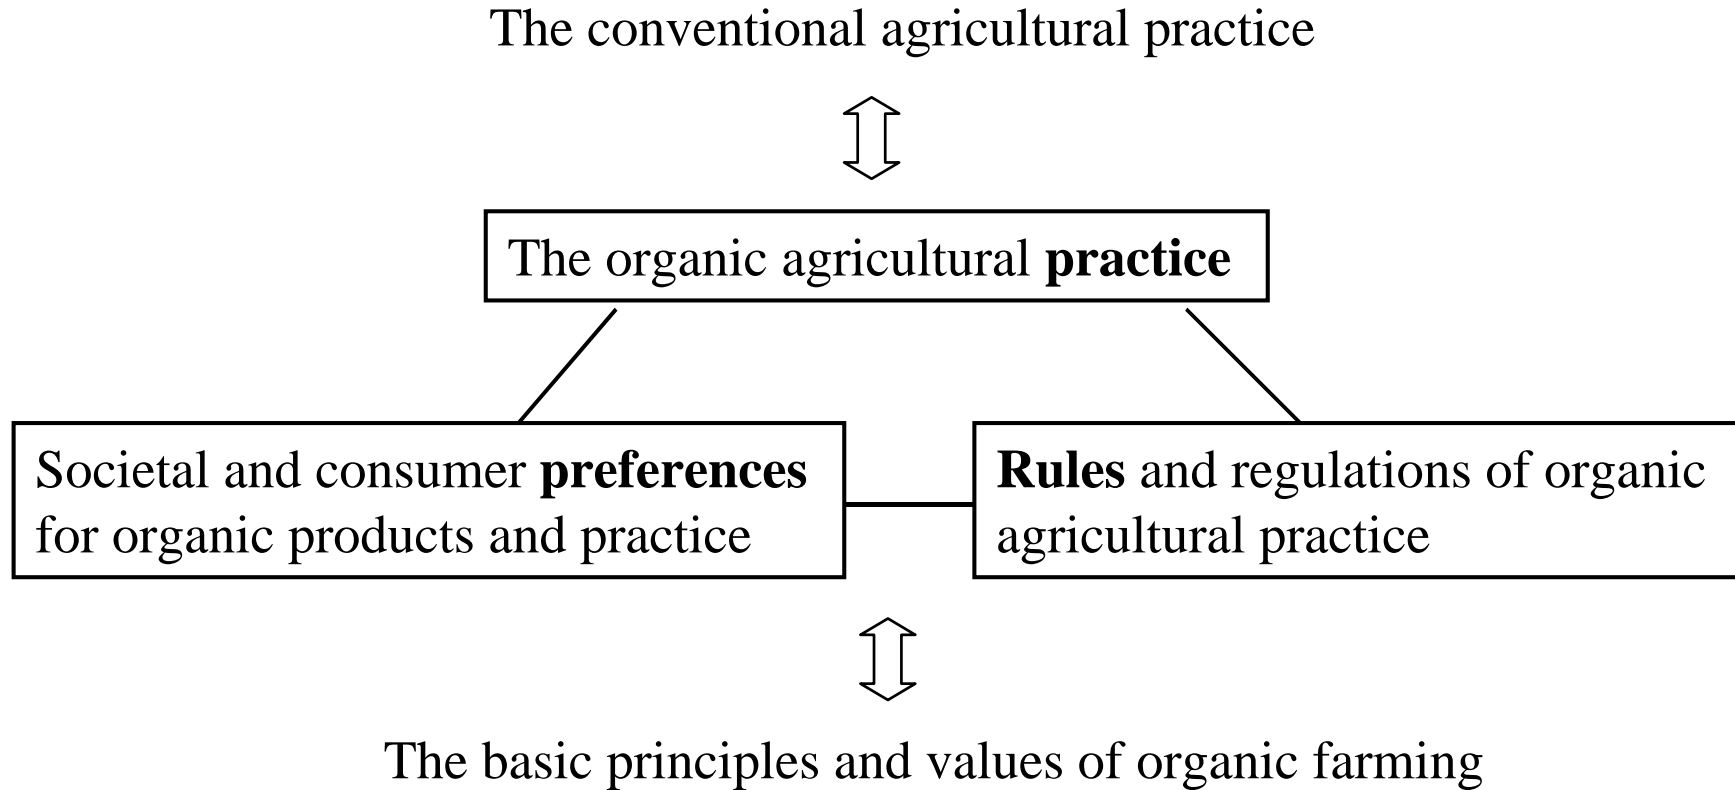 The conventional agricultural practice
The organic agricultural practice
Societal and consumer preferences
for organic products and practice
Rules and regulations of organic
agricultural practice
The basic principles and values of organic farming